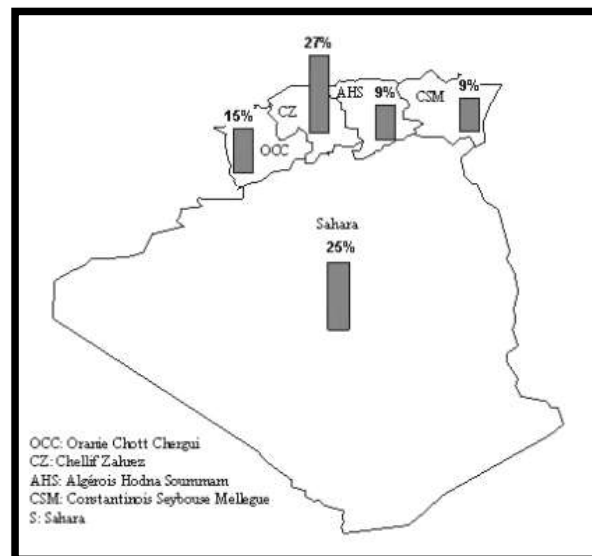 27%
AHS
9%
CSM
9%
15%
CZ
OCC
Sahara
25%
OCC: Oranie Chott Chergui
CZ: Chellif Zahrez
AHS: Algérois Hodna Soummam
CSM: Constantinois Seybouse Mellegue
S: Sahara